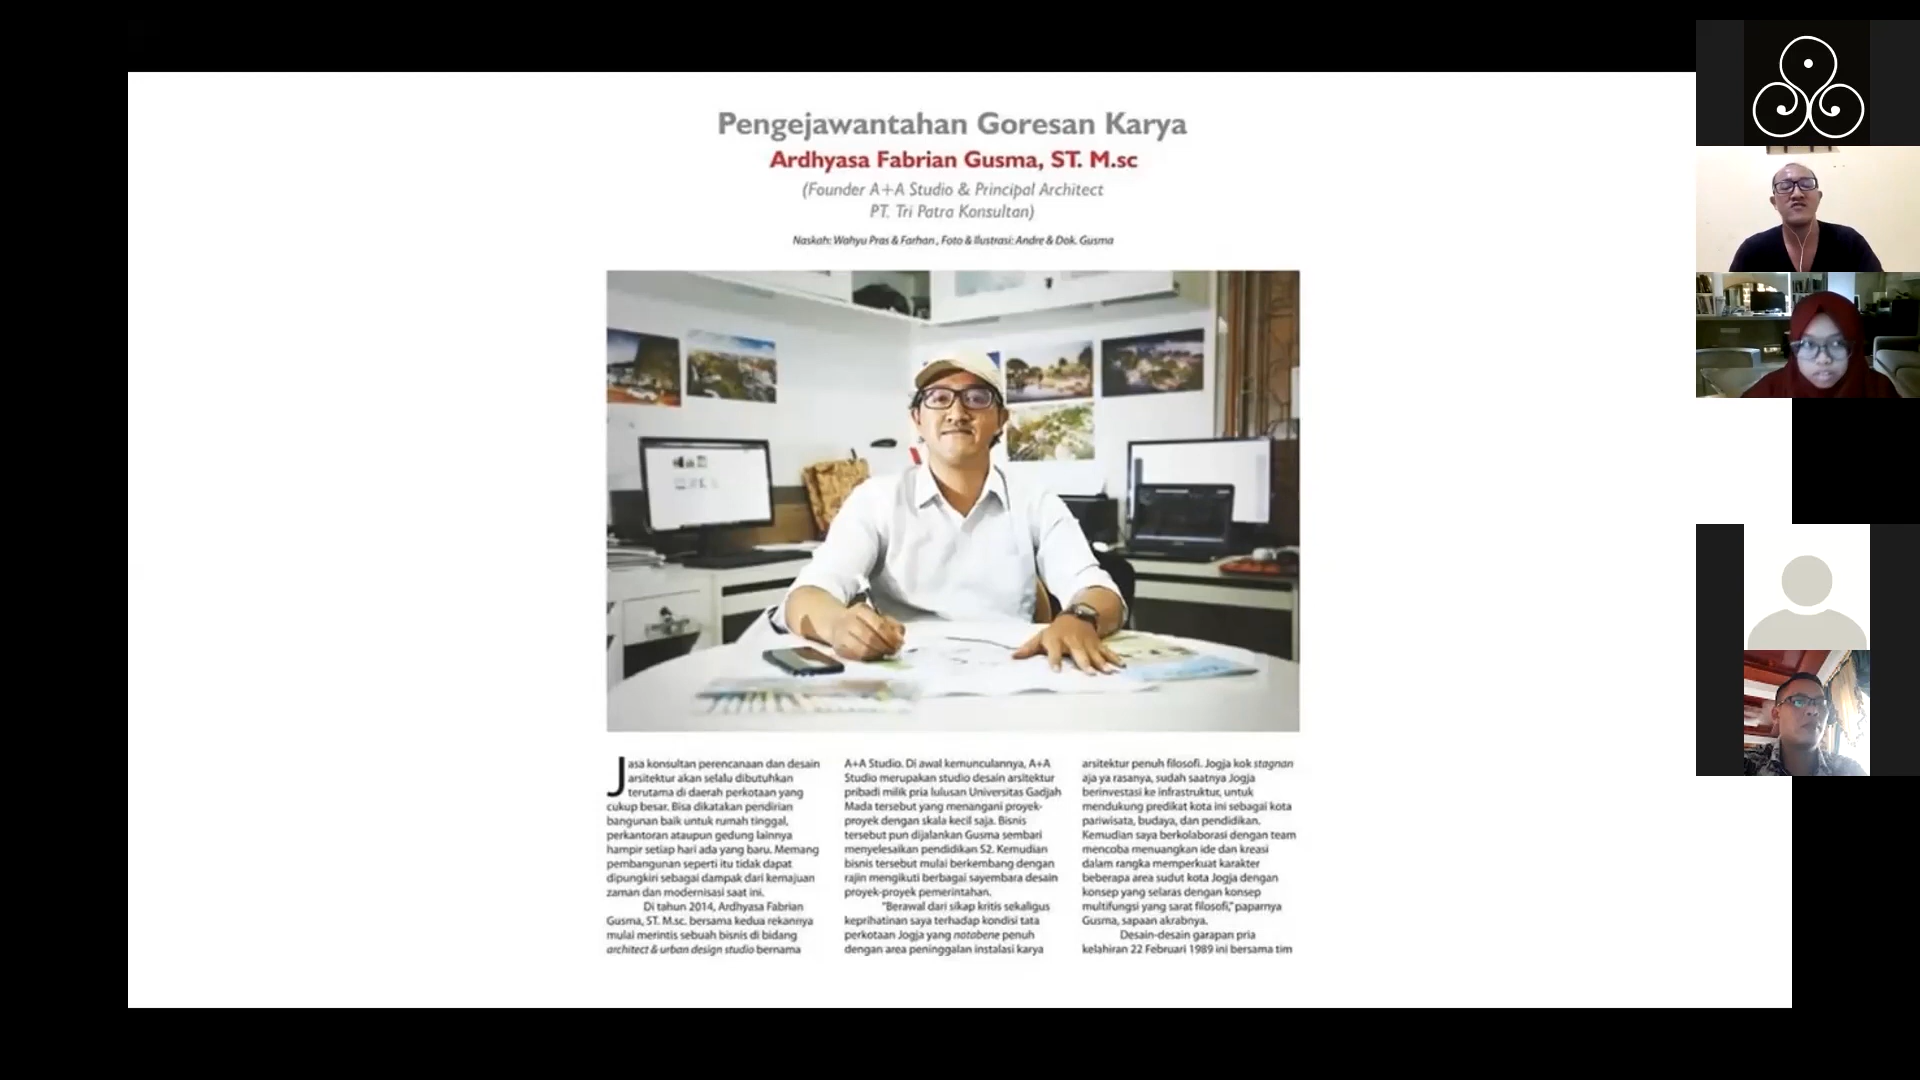 Pengejawantahan Goresan Karya
Ardhyasa Fabrian Gusma, ST. M.sc
(Founder A+A Studio & Principal Architect
PT. Tri Patra Konsultan)
Naskah: Wahyu Pras & Farhan , Foto & Ilustrasi: Andre & Dok. Gusma
Jasa konsultan perencanaan dan desain
arsitektur akan selalu dibutuhkan
terutama di daerah perkotaan yang
cukup besar. Bisa dikatakan pendirian
bangunan baik untuk rumah tinggal,
perkantoran ataupun gedung lainnya
hampir setiap hari ada yang baru. Memang
pembangunan seperti itu tidak dapat
dipungkiri sebagai dampak dari kemajuan
zaman dan modernisasi saat ini.
Di tahun 2014, Ardhyasa Fabrian
Gusma, ST. M.sc. bersama kedua rekannya
mulai merintis sebuah bisnis di bidang
architect & urban design studio bernama
A+A Studio. Di awal kemunculannya, A+A
Studio merupakan studio desain arsitektur
pribadi milik pria lulusan Universitas Gadjah
Mada tersebut yang menangani proyek-
proyek dengan skala kecil saja. Bisnis
tersebut pun dijalankan Gusma sembari
menyelesaikan pendidikan S2. Kemudian
bisnis tersebut mulai berkembang dengan
rajin mengikuti berbagai sayembara desain
proyek-proyek pemerintahan.
"Berawal dari sikap kritis sekaligus
keprihatinan saya terhadap kondisi tata
perkotaan Jogja yang notabene penuh
dengan area peninggalan instalasi karya
arsitektur penuh filosofi. Jogja kok stagnan
aja ya rasanya, sudah saatnya Jogja
berinvestasi ke infrastruktur, untuk
mendukung predikat kota ini sebagai kota
pariwisata, budaya, dan pendidikan.
Kemudian saya berkolaborasi dengan team
mencoba menuangkan ide dan kreasi
dalam rangka memperkuat karakter
beberapa area sudut kota Jogja dengan
konsep yang selaras dengan konsep
multifungsi yang sarat filosofi," paparnya
Gusma, sapaan akrabnya.
Desain-desain garapan pria
kelahiran 22 Februari 1989 ini bersama tim